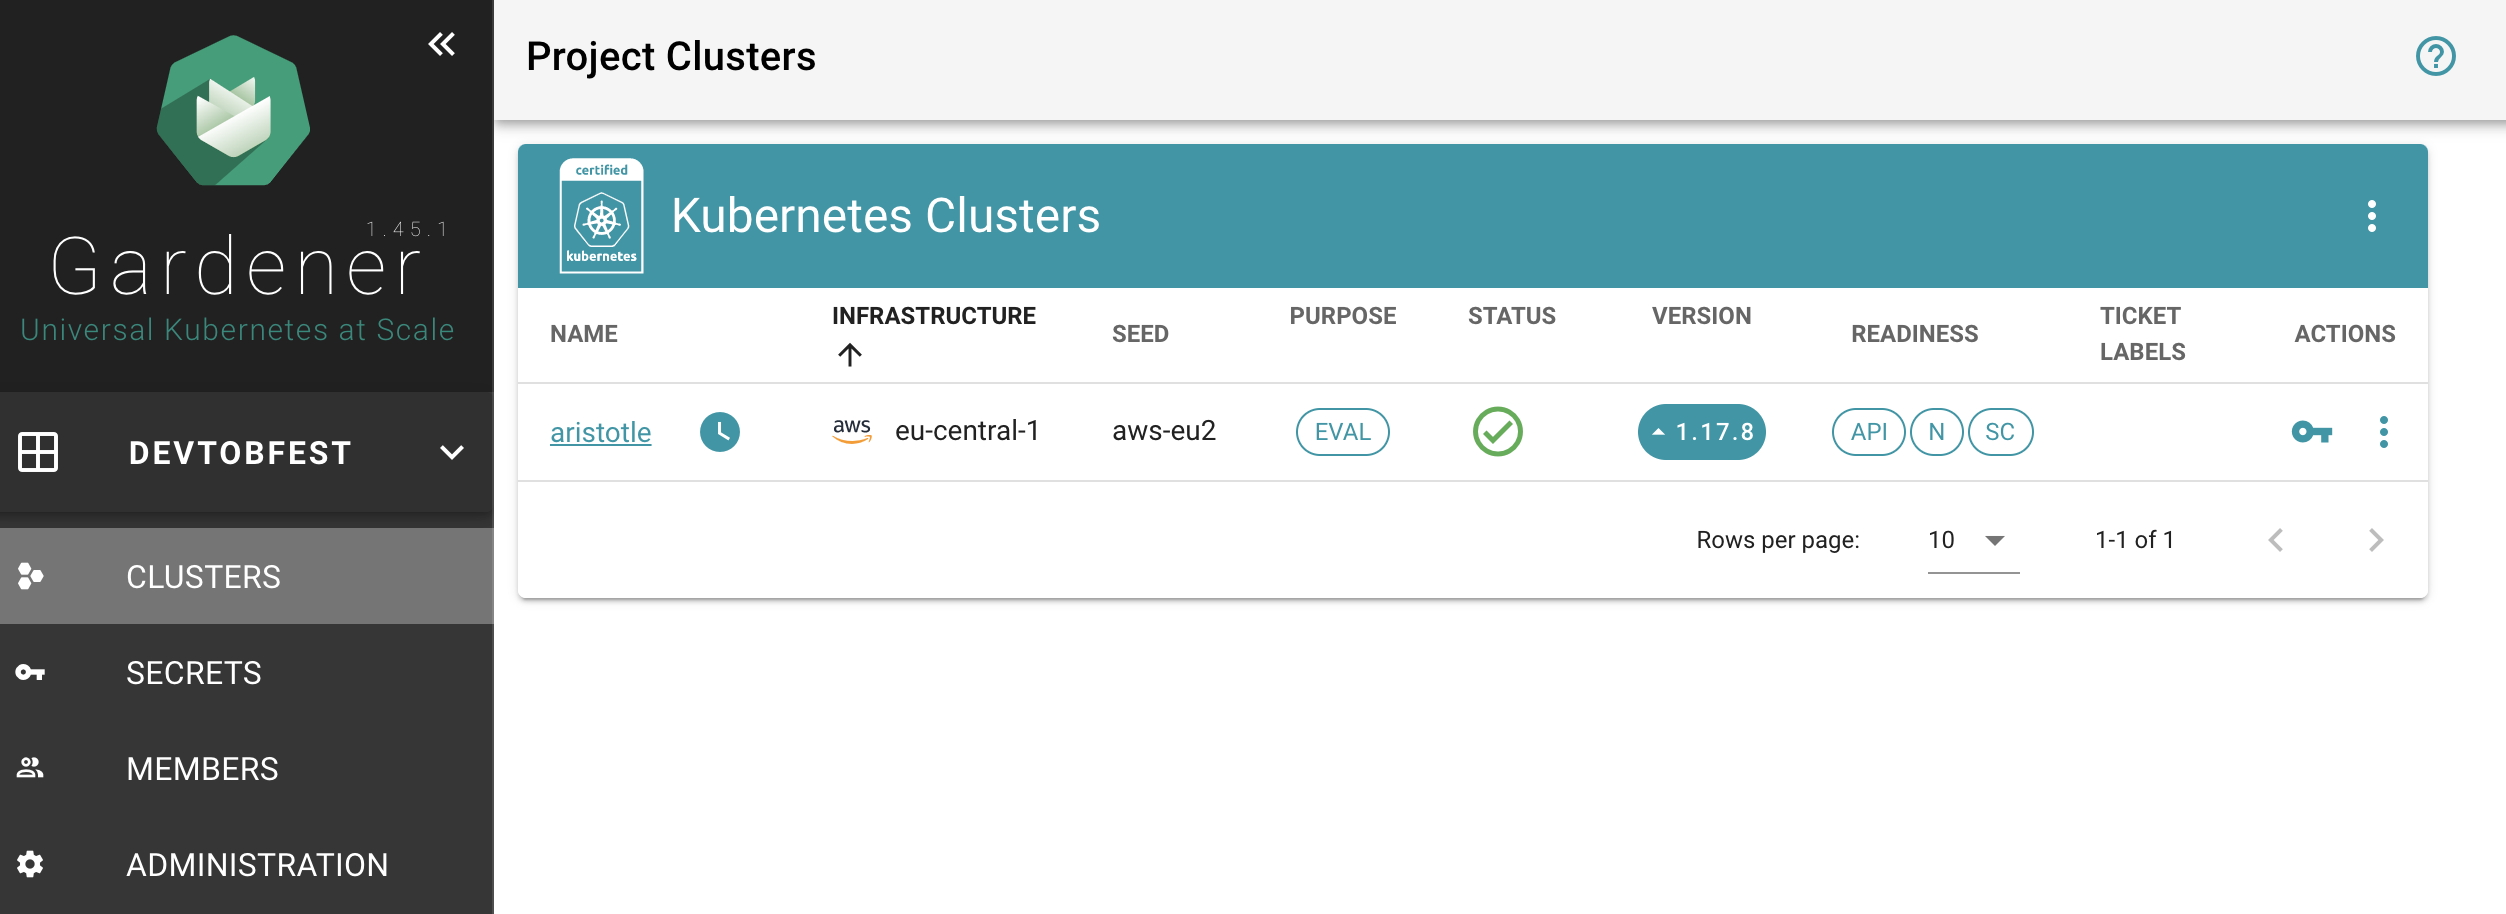 1.45.1
Gardener
Universal Kubernetes at Scale
DEVTOBFEST
CLUSTERS
SECRETS
MEMBERS
ADMINISTRATION
Project Clusters
certified
kubernetes
Kubernetes Clusters
NAME INFRASTRUCTURE SEED PURPOSE STATUS VERSION READINESS TICKET LABELS ACTIONS
aristotle aws eu-central-1 aws-eu2 EVAL 1.17.8 API N SC
Rows per page: 10 1-1 of 1